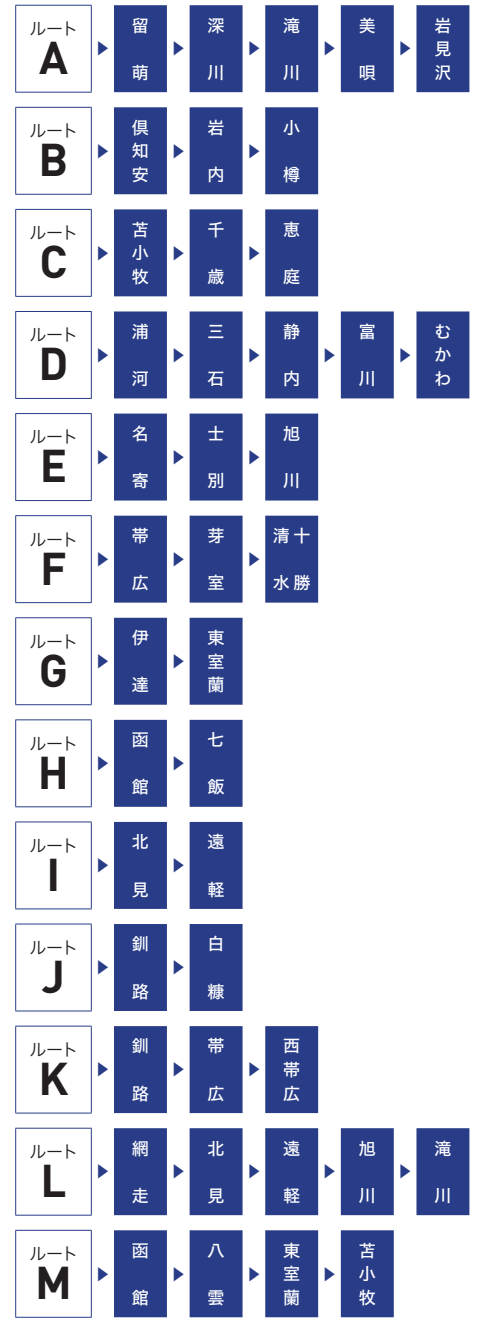 ルート
A
留萌
深川
滝川
美唄
岩見沢
ルート
B
倶知安
岩内
小樽
ルート
C
苫小牧
千歳
恵庭
ルート
D
浦河
三石
静内
富川
むかわ
ルート
E
名寄
士別
旭川
ルート
F
帯広
芽室
十勝
清水
ルート
G
伊達
東室蘭
ルート
H
函館
七飯
ルート
I
北見
遠軽
ルート
J
釧路
白糠
ルート
K
釧路
帯広
西帯広
ルート
L
網走
北見
遠軽
旭川
滝川
ルート
M
函館
八雲
東室蘭
苫小牧